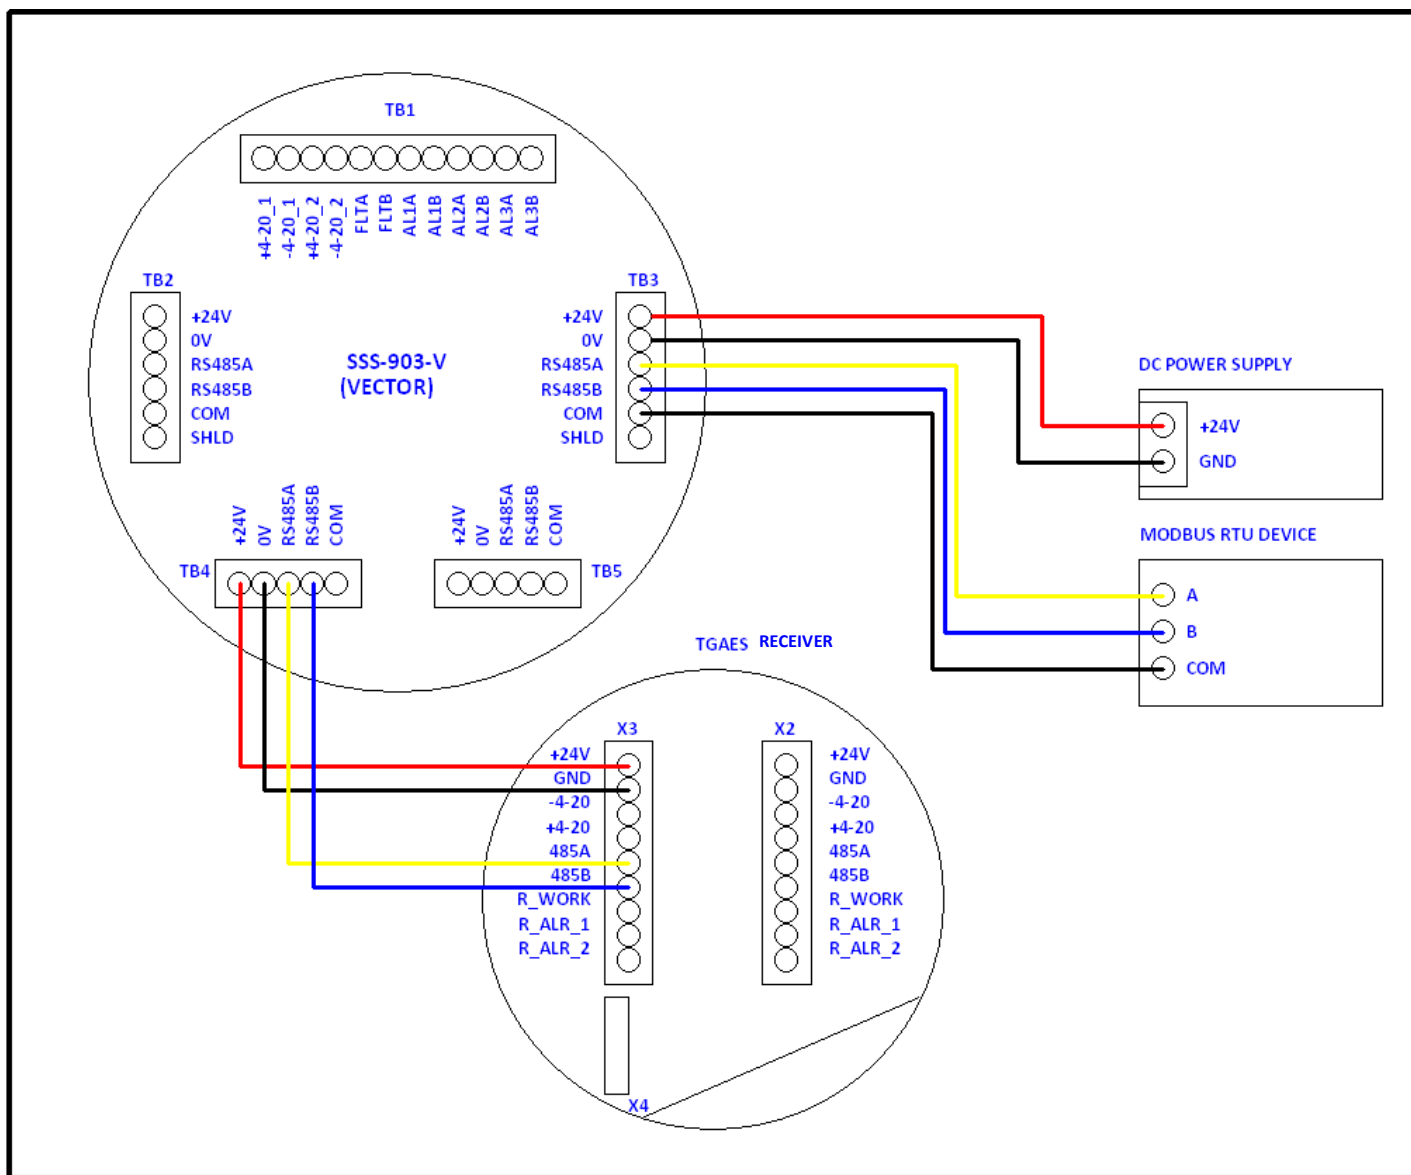 TB1
+4-20_1
-4-20_1
+4-20_2
-4-20_2
FLTA
FLTB
AL1A
AL1B
AL2A
AL2B
AL3A
AL3B
TB2
+24V
0V
RS485A
RS485B
COM
SHLD
SSS-903-V
(VECTOR)
TB3
+24V
0V
RS485A
RS485B
COM
SHLD
DC POWER SUPPLY
+24V
GND
MODBUS RTU DEVICE
A
B
COM
TB4
+24V
0V
RS485A
RS485B
COM
TB5
+24V
0V
RS485A
RS485B
COM
TGAES RECEIVER
X3
+24V
GND
-4-20
+4-20
485A
485B
R_WORK
R_ALR_1
R_ALR_2
X2
+24V
GND
-4-20
+4-20
485A
485B
R_WORK
R_ALR_1
R_ALR_2
X4